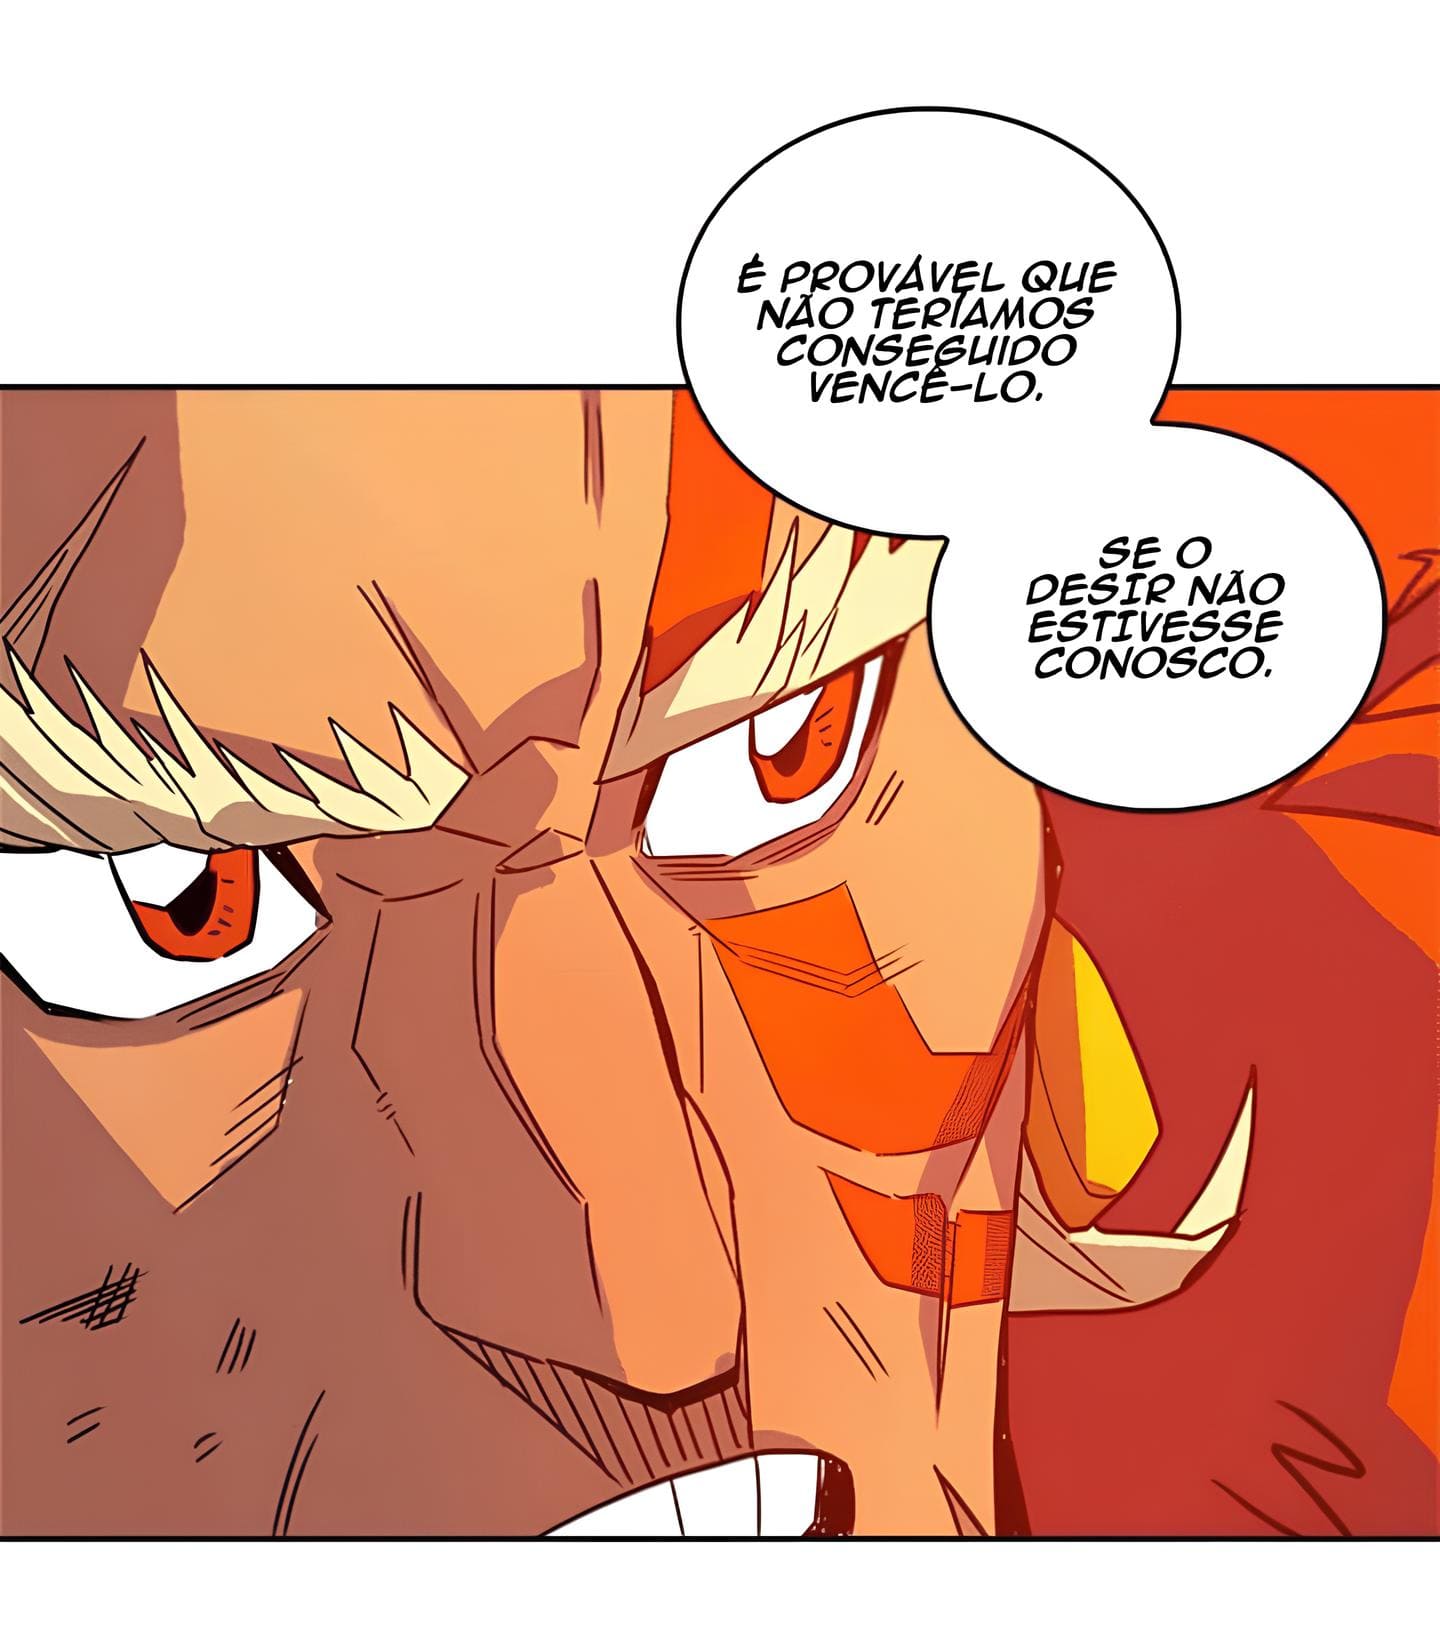 É PROVÁVEL QUE
NÃO TERÍAMOS
CONSEGUIDO
VENCÊ-LO.
SE O
DESIR NÃO
ESTIVESSE
CONOSCO.